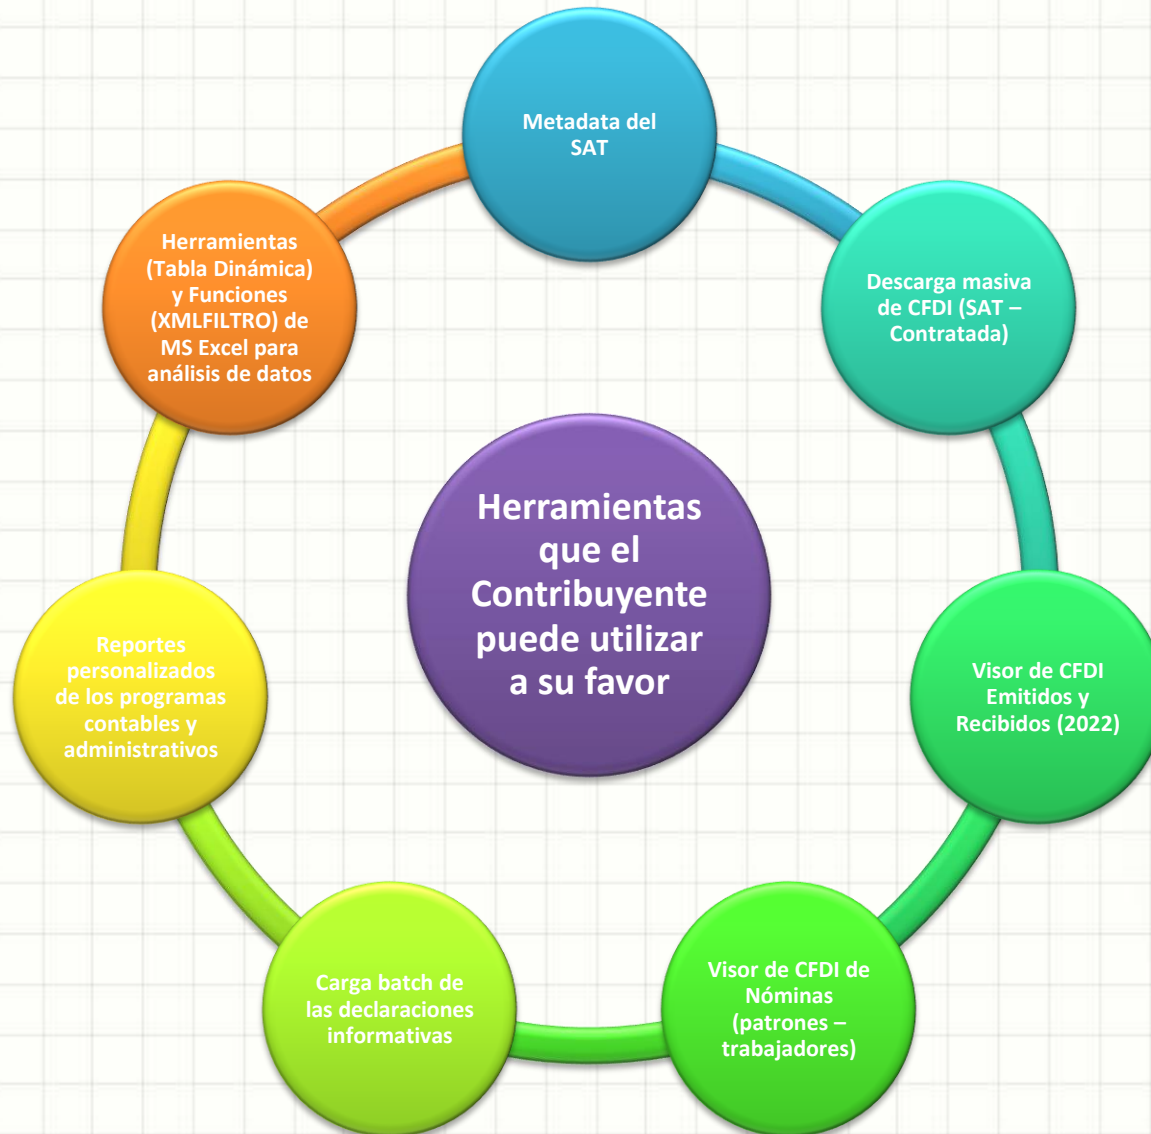 Metadata del
SAT
Descarga masiva
de CFDI (SAT –
Contratada)
Visor de CFDI
Emitidos y
Recibidos (2022)
Visor de CFDI de
Nóminas
(patrones –
trabajadores)
Carga batch de
las declaraciones
informativas
Reportes
personalizados
de los programas
contables y
administrativos
Herramientas
(Tabla Dinámica)
y Funciones
(XMLFILTRO) de
MS Excel para
análisis de datos
Herramientas
que el
Contribuyente
puede utilizar
a su favor